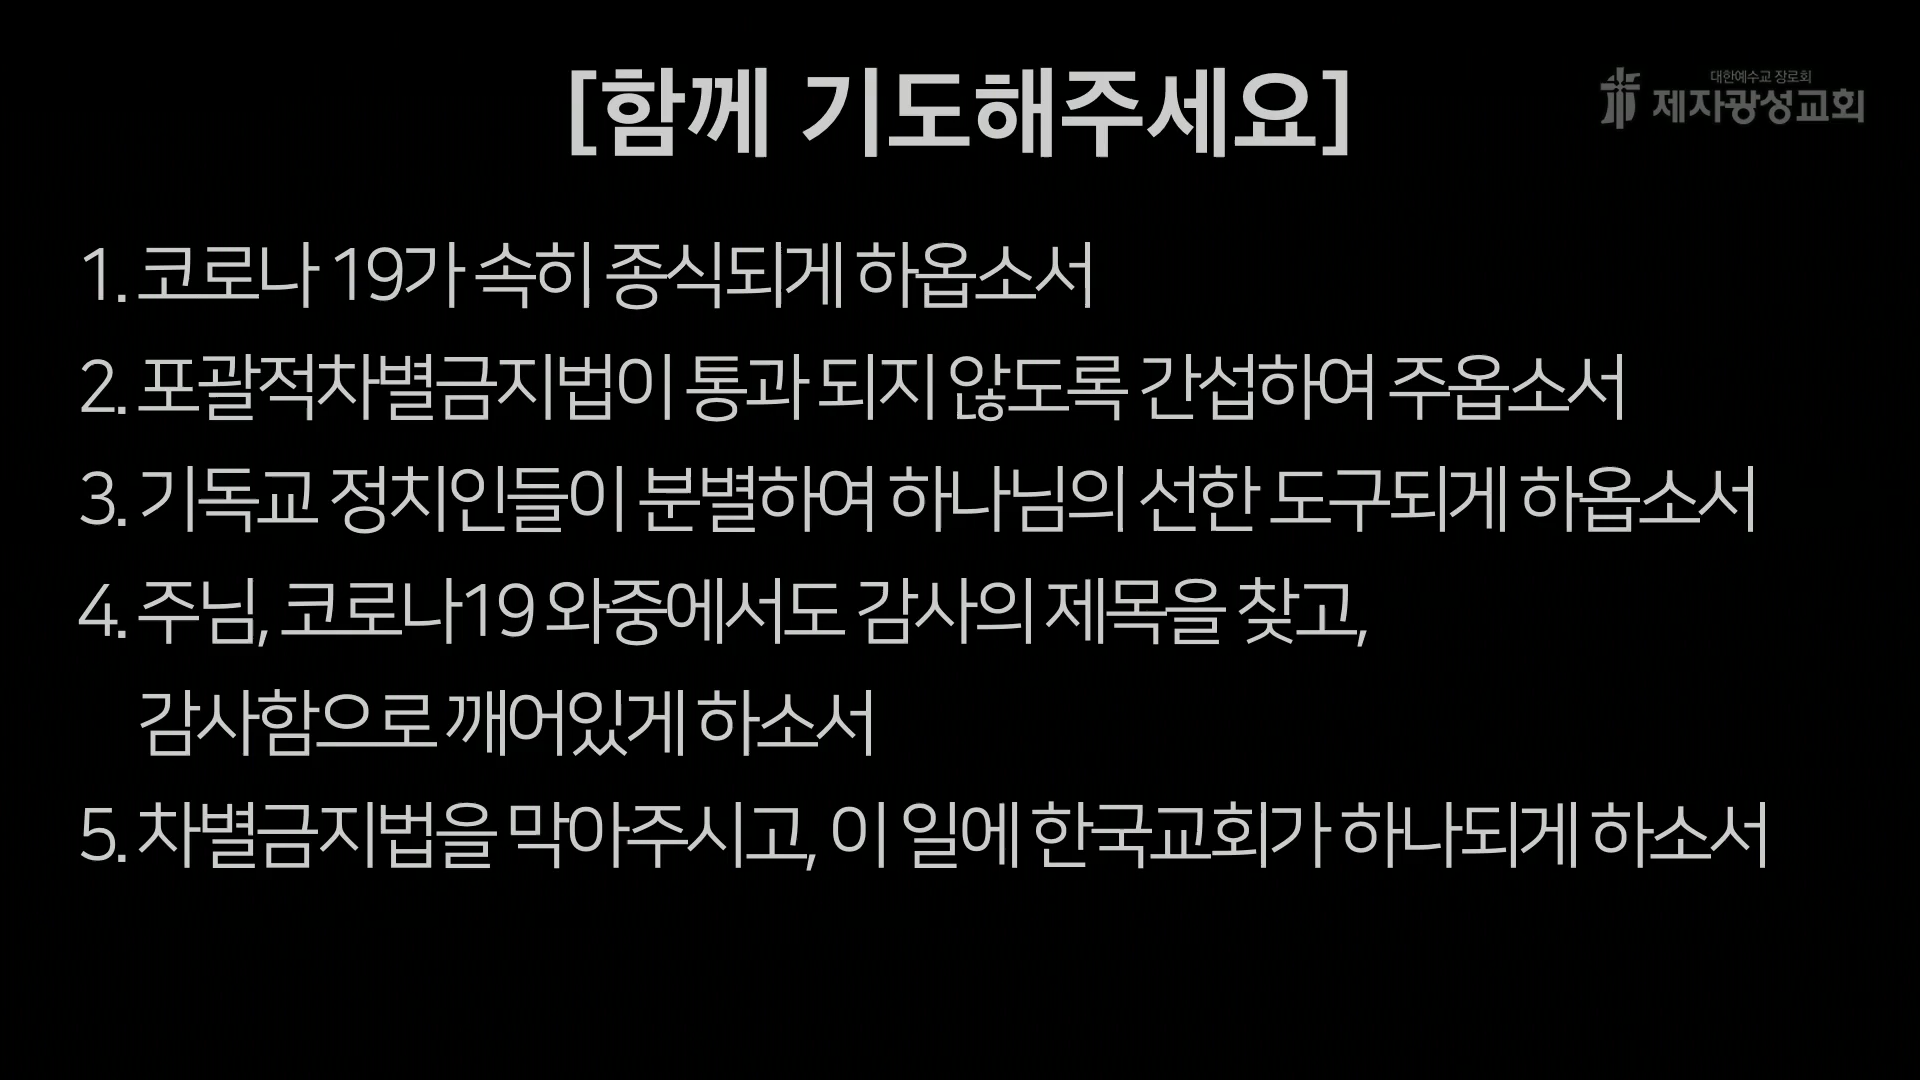 [함께 기도해주세요]
대한예수교 장로회
제자광성교회
1. 코로나 19가 속히 종식되게 하옵소서
2. 포괄적차별금지법이 통과 되지 않도록 간섭하여 주옵소서
3. 기독교 정치인들이 분별하여 하나님의 선한 도구되게 하옵소서
4. 주님, 코로나19 와중에서도 감사의 제목을 찾고,
감사함으로 깨어있게 하소서
5. 차별금지법을 막아주시고, 이 일에 한국교회가 하나되게 하소서